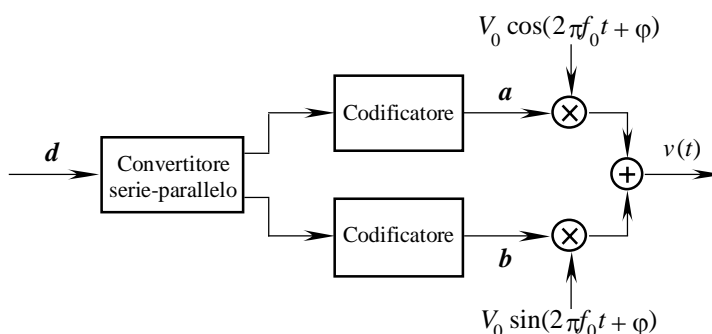 V₀ cos(2πf₀t + φ)
Codificatore
a
d
Convertitore
serie-parallelo
v(t)
Codificatore
b
V₀ sin(2πf₀t + φ)